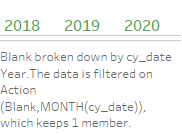 2018 2019 2020
Blank broken down by cy_date
Year.The data is filtered on
Action
(Blank,MONTH(cy_date)),
which keeps 1 member.